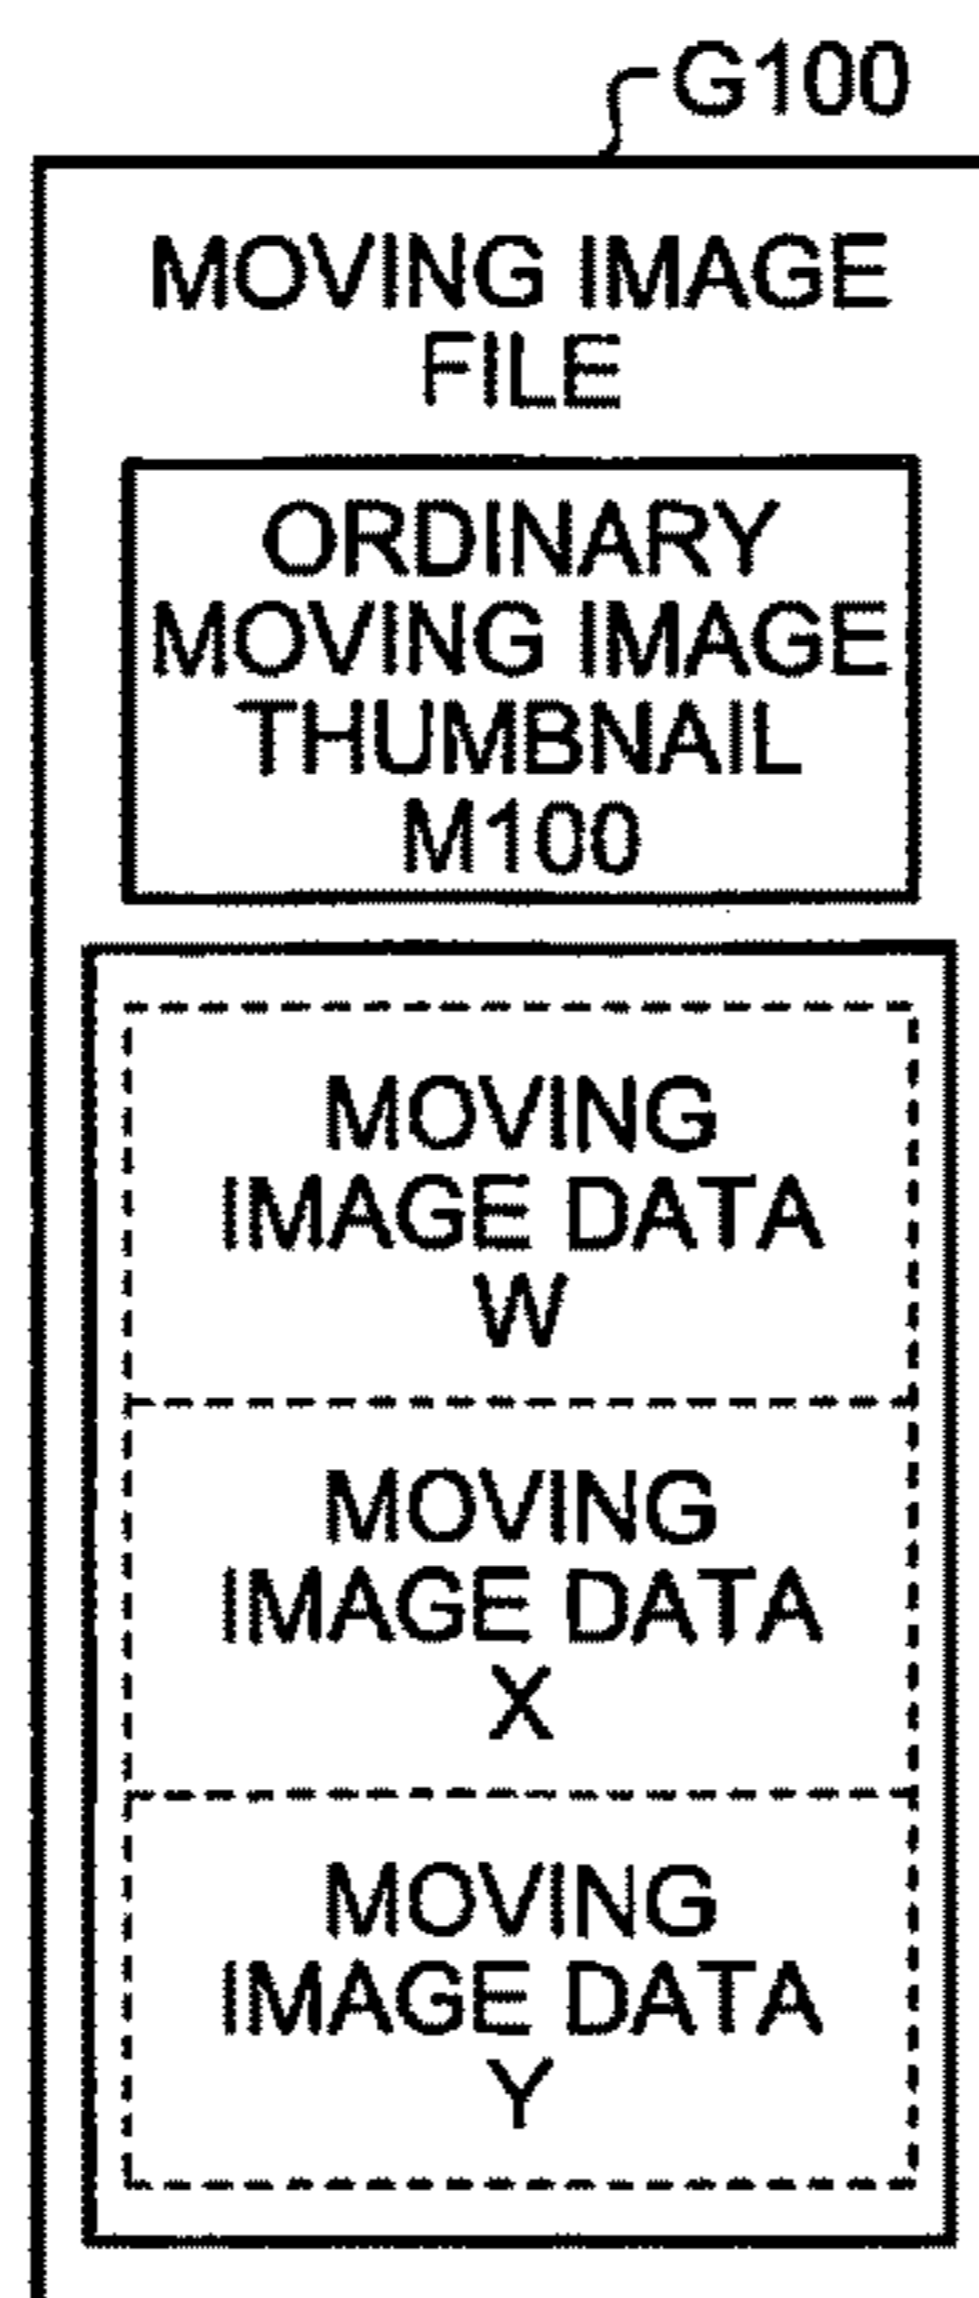 G100
MOVING IMAGE
FILE
ORDINARY
MOVING IMAGE
THUMBNAIL
M100
MOVING
IMAGE DATA
W
MOVING
IMAGE DATA
X
MOVING
IMAGE DATA
Y